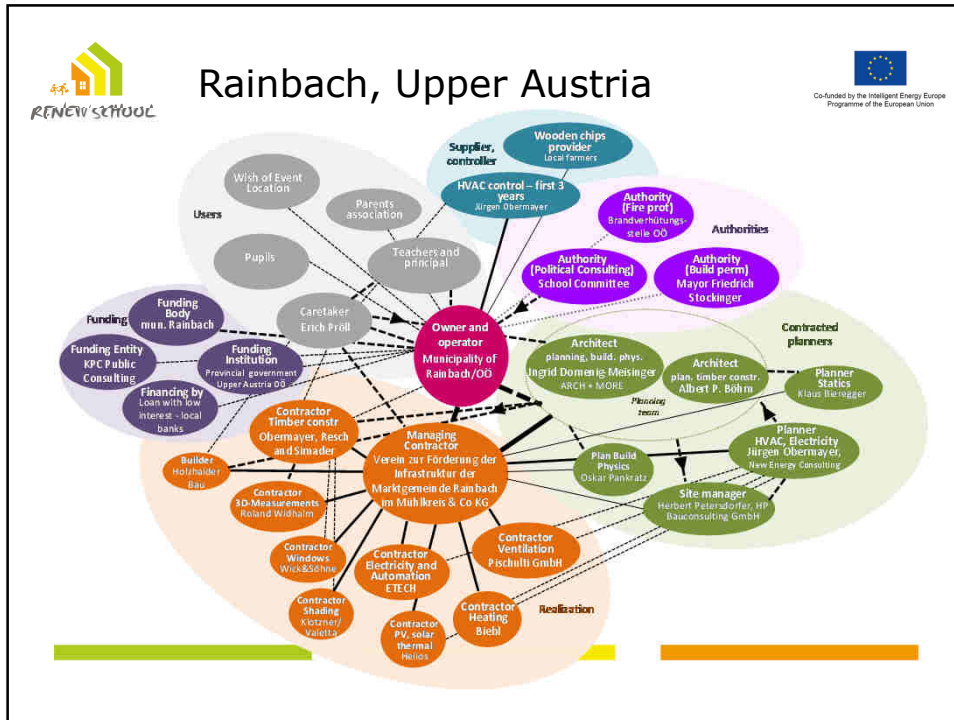 RENEW SCHOOL
Rainbach, Upper Austria
Co-funded by the Intelligent Energy Europe
Programme of the European Union
Supplier,
controller
Wooden chips
provider
Local farmers
HVAC control – first 3
years
Jürgen Obermayer
Users
Wish of Event
Location
Parents
association
Pupils
Teachers and
principal
Caretaker
Erich Pröll
Authorities
Authority
(Fire prot)
Brandverhütungs-
stelle OÖ
Authority
(Political Consulting)
School Committee
Authority
(Build perm)
Mayor Friedrich
Stockinger
Funding
Funding
Body
mun. Rainbach
Funding Entity
KPC Public
Consulting
Funding
Institution
Provincial government
Upper Austria OÖ
Financing by
Loan with low
interest - local
banks
Owner and
operator
Municipality of
Rainbach/OÖ
Contracted
planners
Architect
planning, build. phys.
Ingrid Domenig-Meisinger
ARCH + MORE
Architect
plan. timber constr.
Albert P. Böhm
Planning
team
Planner
Statics
Klaus Bieregger
Planner
HVAC, Electricity
Jürgen Obermayer,
New Energy Consulting
Plan Build
Physics
Oskar Pankratz
Site manager
Herbert Petersdorfer, HP
Bauconsulting GmbH
Contractor
Timber constr
Obermayer, Resch
and Simader
Managing
Contractor
Verein zur Förderung der
Infrastruktur der
Marktgemeinde Rainbach
im Mühlkreis & Co KG
Builder
Holzhaider
Bau
Contractor
3D-Measurements
Roland Widhalm
Contractor
Windows
Wick&Söhne
Contractor
Shading
Klotzner/
Valetta
Contractor
Electricity and
Automation
ETECH
Contractor
Ventilation
Pischulti GmbH
Contractor
Heating
Biebl
Contractor
PV, solar
thermal
Helios
Realization